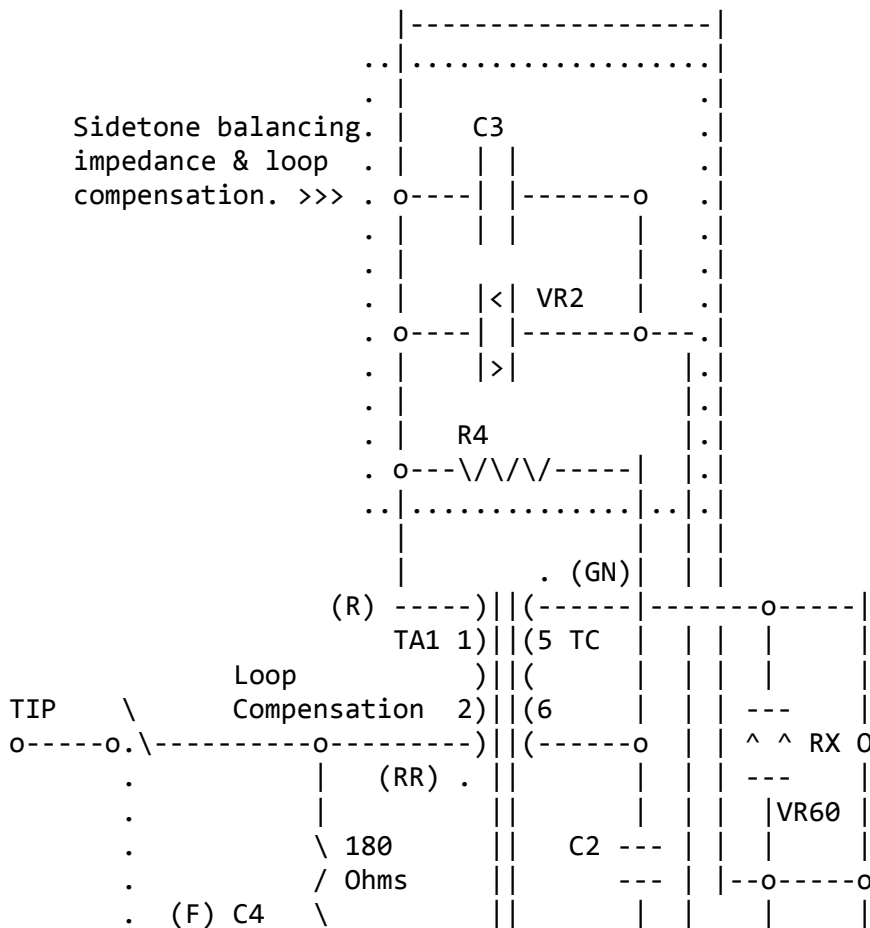 |-------------------|
                          |                   |
                        ..|...................|
                        . |                  .|
     Sidetone balancing. |    C3             .|
     impedance & loop  . |    | |            .|
     compensation. >>> . o----| |-------o    .|
                        . |    | |       |    .|
                        . |              |    .|
                        . |    |<| VR2   |    .|
                        . o----| |-------o---.|
                        . |    |>|          |.|
                        . |                 |.|
                        . |   R4            |.|
                        . o---\/\/\/-----|  |.|
                        ..|..............|..|.|
                          |              |  | |
                          |        . (GN)|  | |
                     (R) -----)||(------|-------o-----|
                         TA1 1)||(5 TC  |  | |  |     |
               Loop           )||(      |  | |  |     |
TIP    \       Compensation  2)||(6     |  | | ---    |
o-----o.\----------o---------)||(------o  | | ^ ^ RX O
       .           |   (RR) .  ||       |  | | ---    |
       .           |           ||       |  | |  |VR60 |
       .           \ 180       ||   C2 --- | |  |     |
       .           / Ohms      ||      --- | |--o-----o
       .  (F) C4   \           ||       |  |    |     |